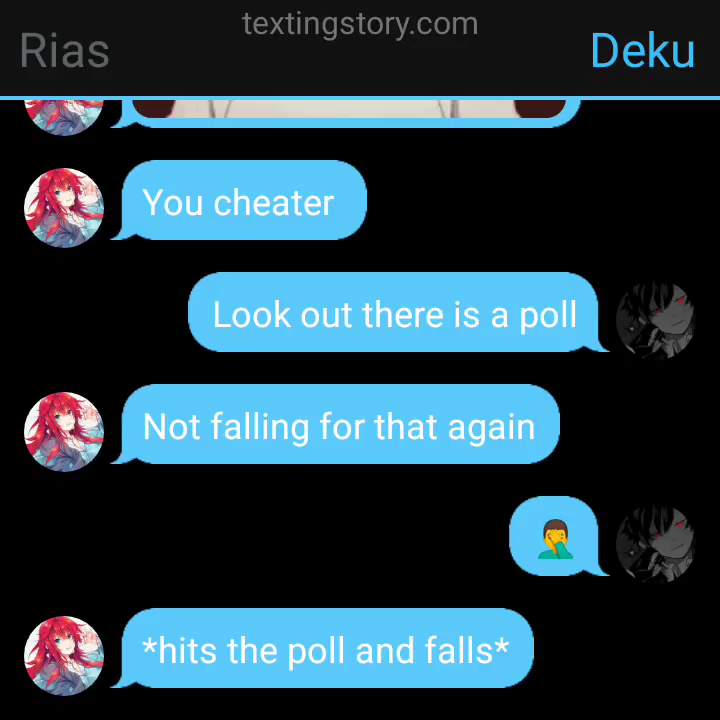 textingstory.com
Rias
Deku
You cheater
Look out there is a poll
Not falling for that again
🤦‍♂️
*hits the poll and falls*